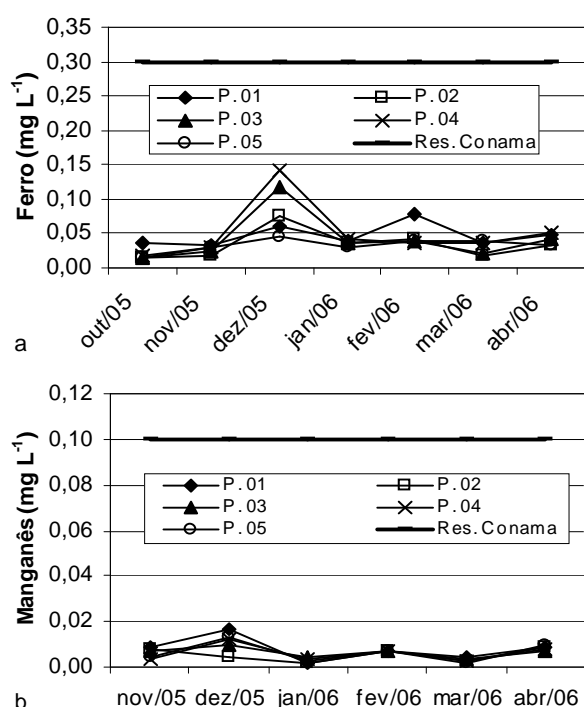 0,35
0,30
0,25
0,20
0,15
0,10
0,05
0,00
Ferro (mg L-1)
P.01 P.02
P.03 P.04
P.05 Res.Conama
out/05 nov/05 dez/05 jan/06 fev/06 mar/06 abr/06
a
0,12
0,10
0,08
0,06
0,04
0,02
0,00
Manganês (mg L-1)
P.01 P.02
P.03 P.04
P.05 Res.Conama
nov/05 dez/05 jan/06 fev/06 mar/06 abr/06
b